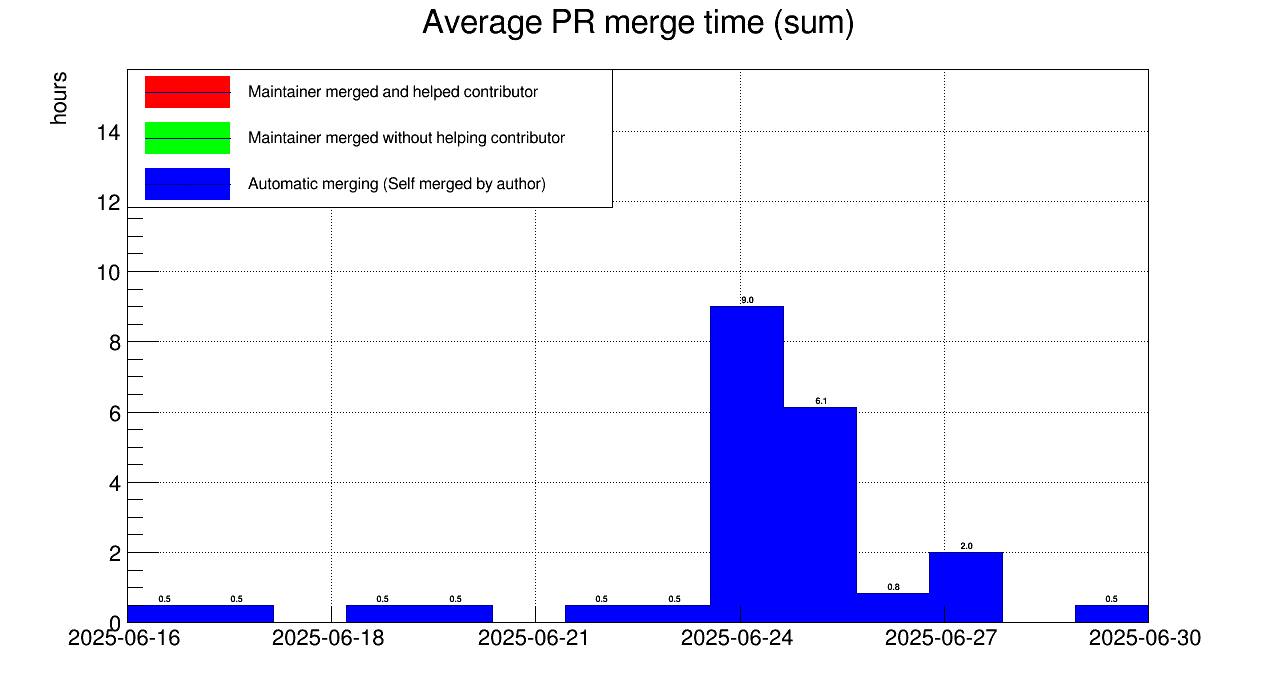 Average PR merge time (sum)
hours
Maintainer merged and helped contributor
Maintainer merged without helping contributor
Automatic merging (Self merged by author)
14
12
10
8
6
4
2
0
9.0
6.1
0.8
2.0
0.5 0.5 0.5 0.5 0.5 0.5 0.5
2025-06-16 2025-06-18 2025-06-21 2025-06-24 2025-06-27 2025-06-30